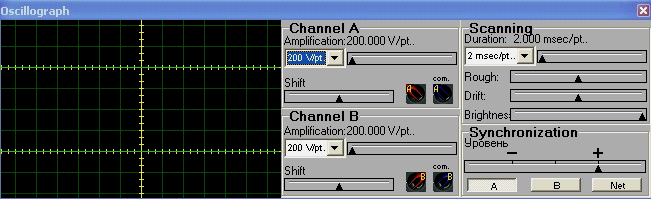 Oscillograph
Channel A
Amplification:200.000 V/pt..
200 V/pt.
Shift
com.
A
A
Channel B
Amplification:200.000 V/pt..
200 V/pt.
Shift
com.
B
B
Scanning
Duration: 2.000 msec/pt..
2 msec/pt..
Rough:
Drift:
Brightness
Synchronization
Уровень
− +
A B Net